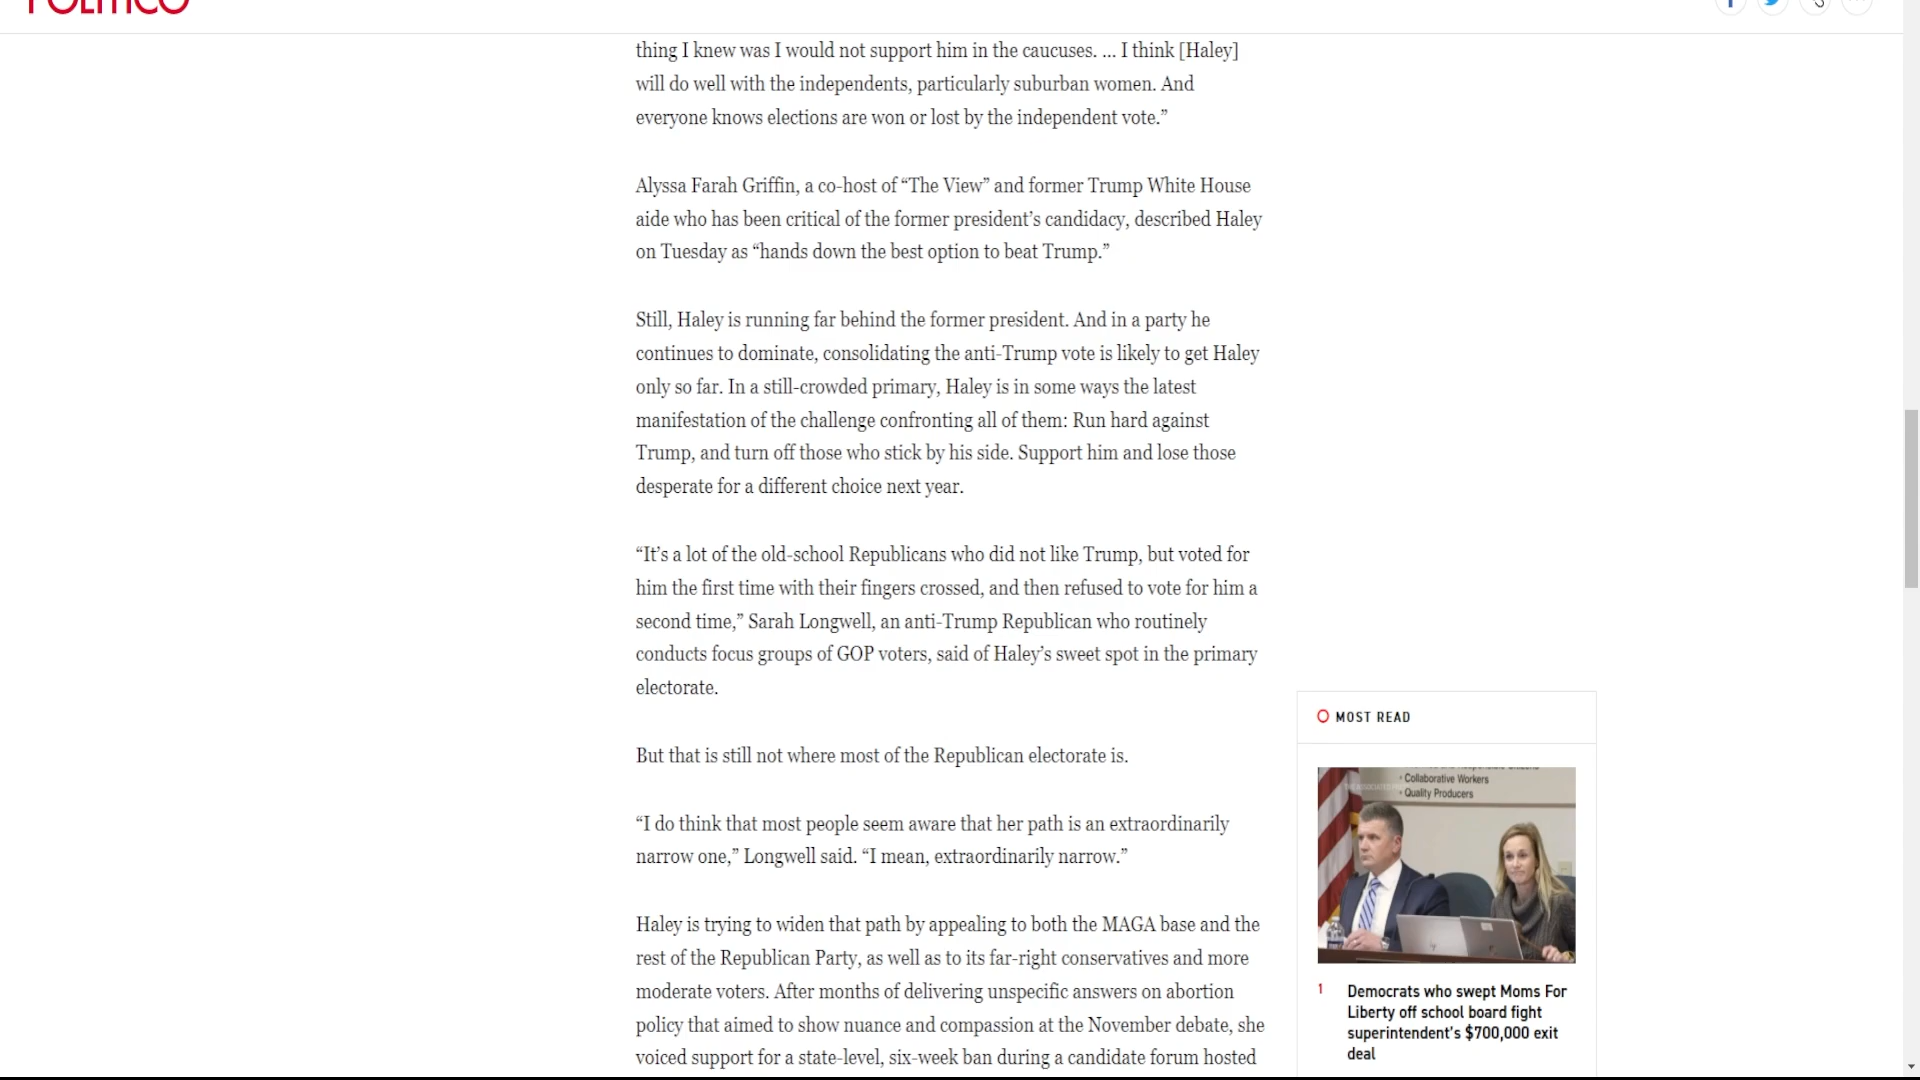 POLITICO
thing I knew was I would not support him in the caucuses. ... I think [Haley]
will do well with the independents, particularly suburban women. And
everyone knows elections are won or lost by the independent vote.”
Alyssa Farah Griffin, a co-host of “The View” and former Trump White House
aide who has been critical of the former president’s candidacy, described Haley
on Tuesday as “hands down the best option to beat Trump.”
Still, Haley is running far behind the former president. And in a party he
continues to dominate, consolidating the anti-Trump vote is likely to get Haley
only so far. In a still-crowded primary, Haley is in some ways the latest
manifestation of the challenge confronting all of them: Run hard against
Trump, and turn off those who stick by his side. Support him and lose those
desperate for a different choice next year.
“It’s a lot of the old-school Republicans who did not like Trump, but voted for
him the first time with their fingers crossed, and then refused to vote for him a
second time,” Sarah Longwell, an anti-Trump Republican who routinely
conducts focus groups of GOP voters, said of Haley’s sweet spot in the primary
electorate.
But that is still not where most of the Republican electorate is.
“I do think that most people seem aware that her path is an extraordinarily
narrow one,” Longwell said. “I mean, extraordinarily narrow.”
Haley is trying to widen that path by appealing to both the MAGA base and the
rest of the Republican Party, as well as to its far-right conservatives and more
moderate voters. After months of delivering unspecific answers on abortion
policy that aimed to show nuance and compassion at the November debate, she
voiced support for a state-level, six-week ban during a candidate forum hosted
MOST READ
• Collaborative Workers
• Quality Producers
1 Democrats who swept Moms For
Liberty off school board fight
superintendent’s $700,000 exit
deal